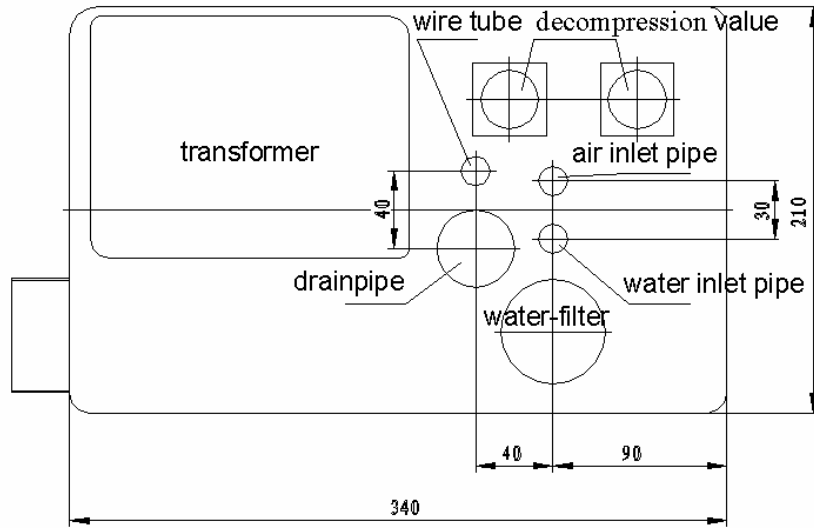 wire tube decompression value
transformer
air inlet pipe
40
30
210
drainpipe
water inlet pipe
water-filter
40
90
340